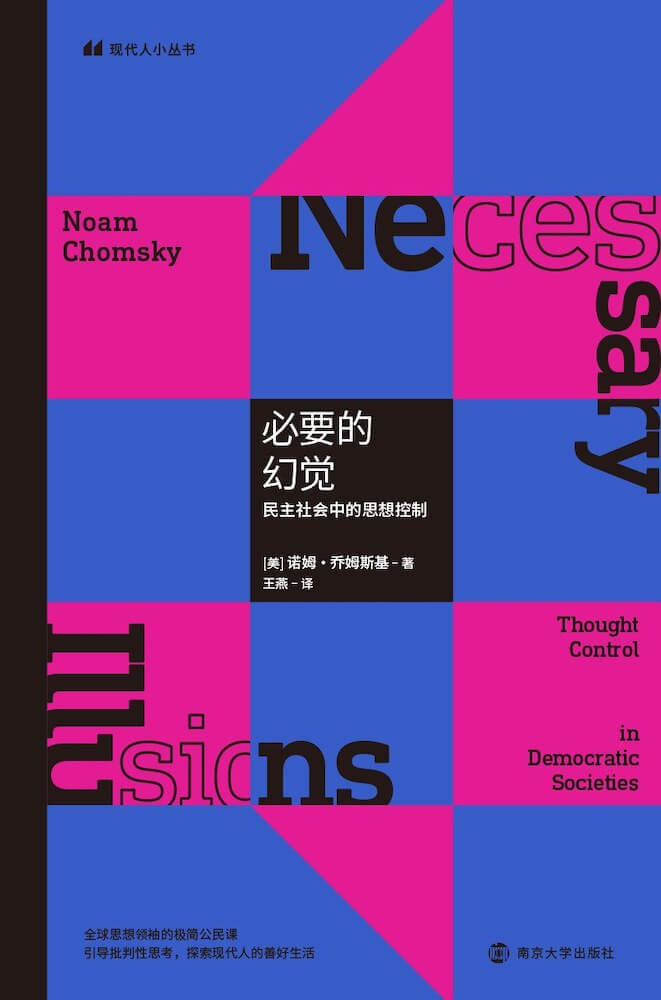 现代人小丛书
Noam
Chomsky
Necessary
必要的
幻觉
民主社会中的思想控制
[美] 诺姆·乔姆斯基－著
王燕－译
Illusions
Thought
Control
in
Democratic
Societies
全球思想领袖的极简公民课
引导批判性思考，探索现代人的善好生活
南京大学出版社